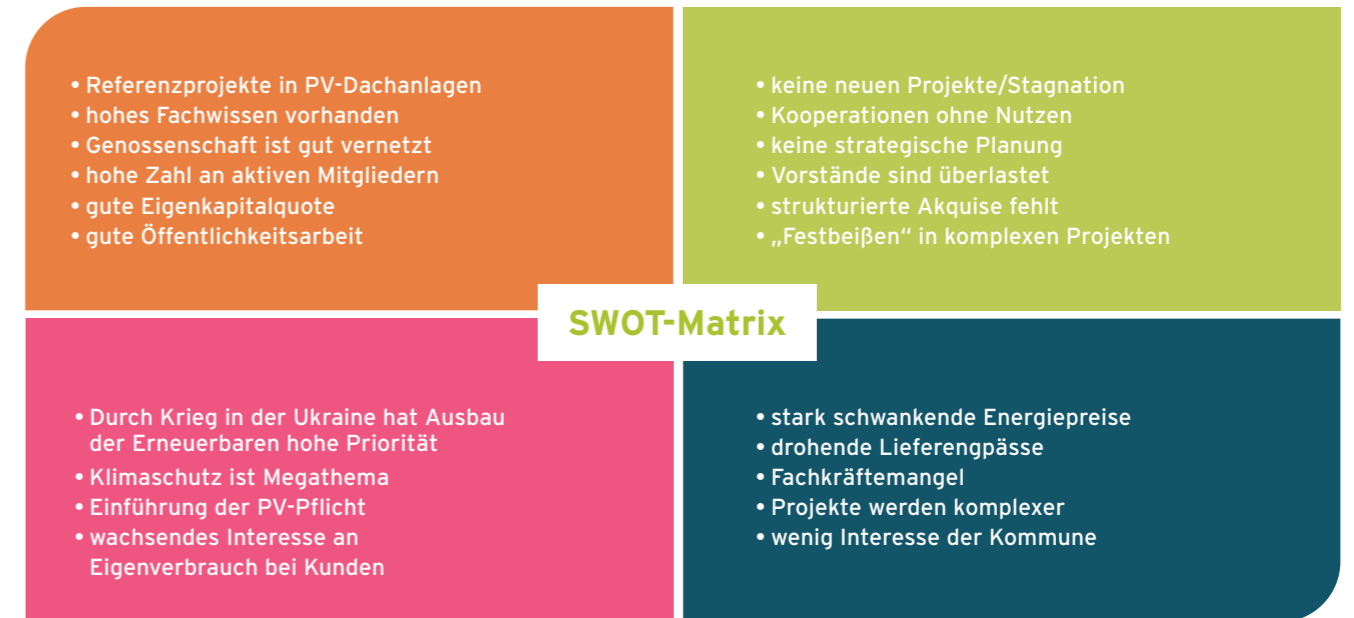 • Referenzprojekte in PV-Dachanlagen
• hohes Fachwissen vorhanden
• Genossenschaft ist gut vernetzt
• hohe Zahl an aktiven Mitgliedern
• gute Eigenkapitalquote
• gute Öffentlichkeitsarbeit
• keine neuen Projekte/Stagnation
• Kooperationen ohne Nutzen
• keine strategische Planung
• Vorstände sind überlastet
• strukturierte Akquise fehlt
• „Festbeißen“ in komplexen Projekten
SWOT-Matrix
• Durch Krieg in der Ukraine hat Ausbau
der Erneuerbaren hohe Priorität
• Klimaschutz ist Megathema
• Einführung der PV-Pflicht
• wachsendes Interesse an
Eigenverbrauch bei Kunden
• stark schwankende Energiepreise
• drohende Lieferengpässe
• Fachkräftemangel
• Projekte werden komplexer
• wenig Interesse der Kommune